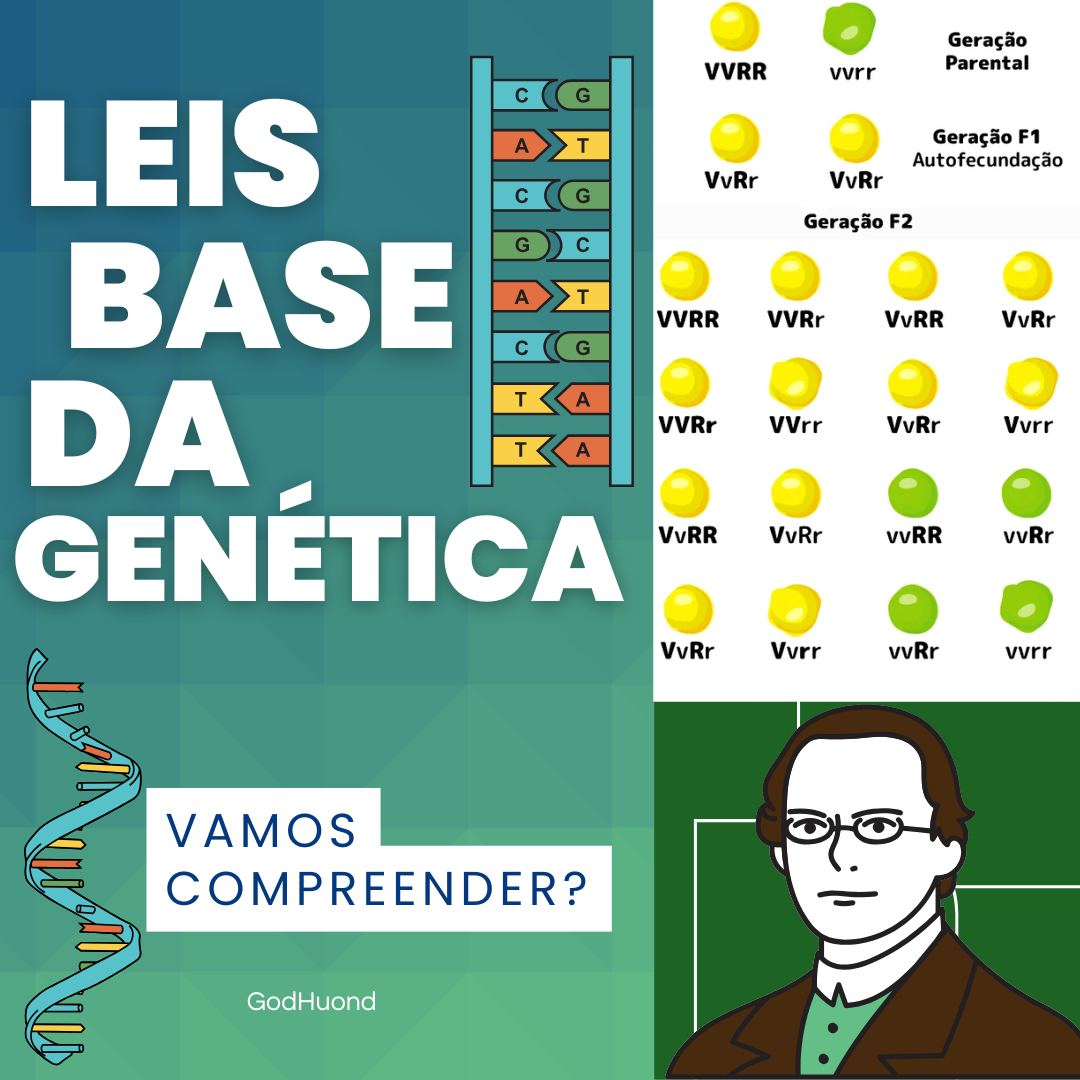 LEIS
BASE
DA
GENÉTICA
C G
A T
C G
G C
A T
C G
T A
T A
VAMOS
COMPREENDER?
GodHuond
VVRR vvrr
Geração
Parental
VvRr VvRr
Geração F1
Autofecundação
Geração F2
VVRR VVRr VvRR VvRr
VVRr VVrr VvRr Vvrr
VvRR VvRr vvRR vvRr
VvRr Vvrr vvRr vvrr